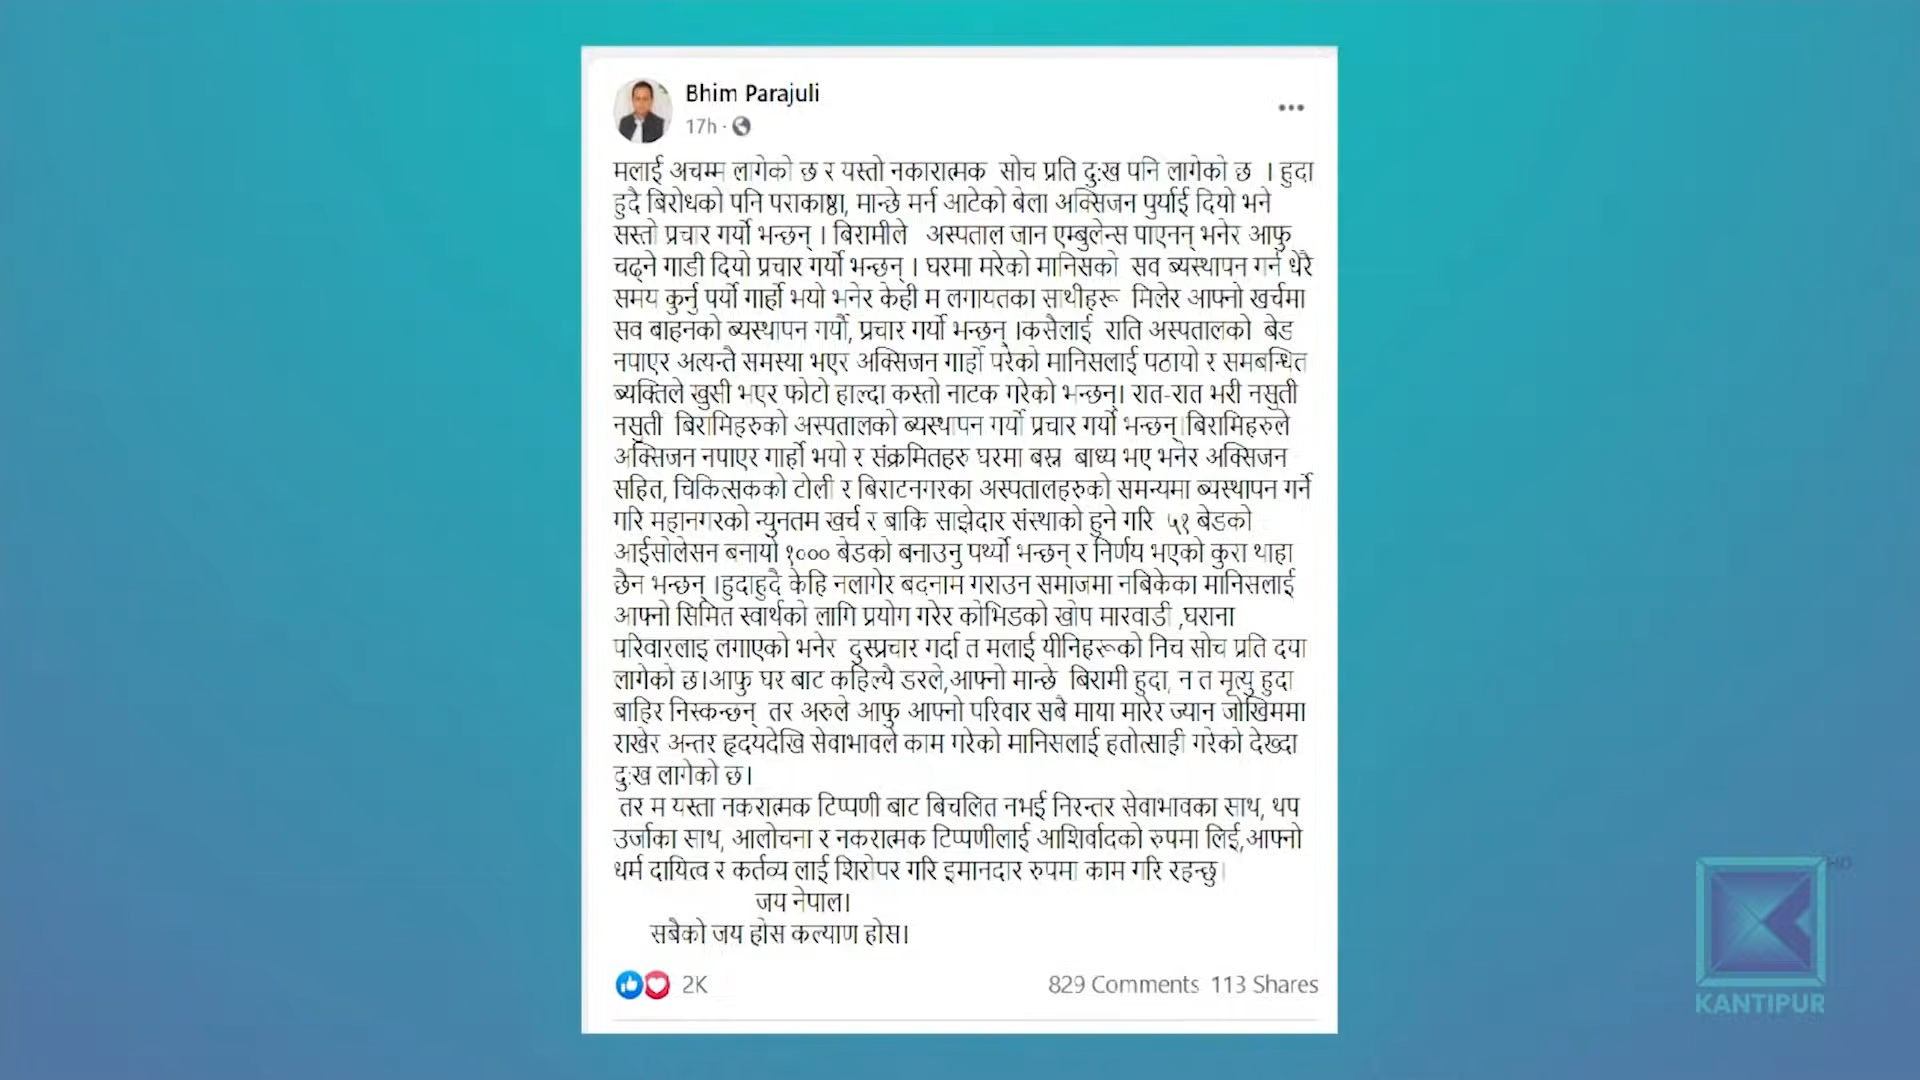 Bhim Parajuli
17h ·
मलाई अचम्म लागेको छ र यस्तो नकारात्मक सोच प्रति दुःख पनि लागेको छ । हुदा
हुदै बिरोधको पनि पराकाष्ठा, मान्छे मर्न आटेको बेला अक्सिजन पुर्याई दियो भने
सस्तो प्रचार गर्यो भन्छन् । बिरामीले अस्पताल जान एम्बुलेन्स पाएनन् भनेर आफु
चढ्ने गाडी दियो प्रचार गर्यो भन्छन् । घरमा मरेको मानिसको सव ब्यस्थापन गर्न धेरै
समय कुर्नु पर्यो गार्हो भयो भनेर केही म लगायतका साथीहरू मिलेर आफ्नो खर्चमा
सव बाहनको ब्यस्थापन गर्यौ, प्रचार गर्यो भन्छन् ।कसैलाई राति अस्पतालको बेड
नपाएर अत्यन्तै समस्या भएर अक्सिजन गार्हो परेको मानिसलाई पठायो र समबन्धित
ब्यक्तिले खुसी भएर फोटो हाल्दा कस्तो नाटक गरेको भन्छन्। रात-रात भरी नसुती
नसुती बिरामिहरुको अस्पतालको ब्यस्थापन गर्यो प्रचार गर्यो भन्छन्।बिरामिहरुले
अक्सिजन नपाएर गार्हो भयो र संक्रमितहरु घरमा बस्न बाध्य भए भनेर अक्सिजन
सहित, चिकित्सकको टोली र बिराटनगरका अस्पतालहरुको समन्यमा ब्यस्थापन गर्ने
गरि महानगरको न्युनतम खर्च र बाकि साझेदार संस्थाको हुने गरि ५१ बेडको
आईसोलेसन बनायो १००० बेडको बनाउनु पर्थ्यो भन्छन् र निर्णय भएको कुरा थाहा
छैन भन्छन् ।हुदाहुदै केहि नलागेर बदनाम गराउन समाजमा नबिकेका मानिसलाई
आफ्नो सिमित स्वार्थको लागि प्रयोग गरेर कोभिडको खोप मारवाडी ,घराना
परिवारलाइ लगाएको भनेर दुस्प्रचार गर्दा त मलाई यीनिहरूको निच सोच प्रति दया
लागेको छ।आफु घर बाट कहिल्यै डरले,आफ्नो मान्छे बिरामी हुदा, न त मृत्यु हुदा
बाहिर निस्कन्छन् तर अरुले आफु आफ्नो परिवार सबै माया मारेर ज्यान जोखिममा
राखेर अन्तर हृदयदेखि सेवाभावले काम गरेको मानिसलाई हतोत्साही गरेको देख्दा
दुःख लागेको छ।
तर म यस्ता नकरात्मक टिप्पणी बाट बिचलित नभई निरन्तर सेवाभावका साथ, थप
उर्जाका साथ, आलोचना र नकरात्मक टिप्पणीलाई आशिर्वादको रुपमा लिई,आफ्नो
धर्म दायित्व र कर्तव्य लाई शिरोपर गरि इमानदार रुपमा काम गरि रहन्छु।
जय नेपाल।
सबैको जय होस कल्याण होस।
2K 829 Comments 113 Shares
HD
KANTIPUR